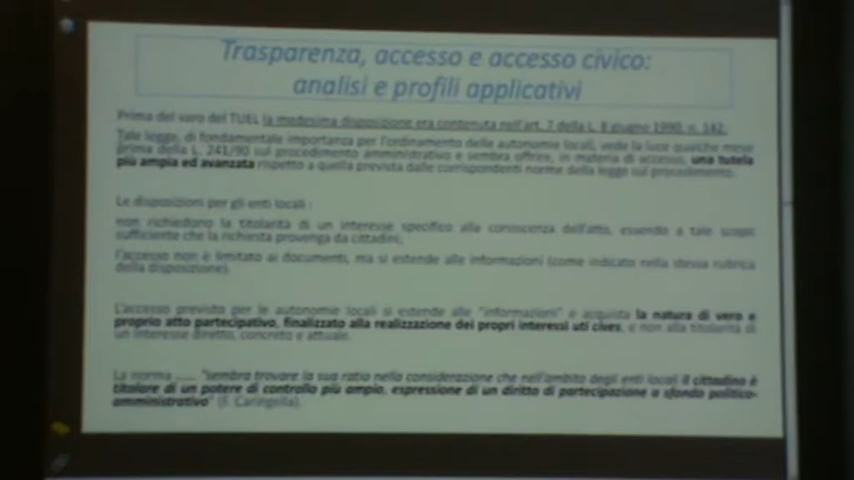 Trasparenza, accesso e accesso civico:
analisi e profili applicativi
Prima del varo del TUEL la medesima disposizione era contenuta nell'art. 7 della L. 8 giugno 1990, n. 142.
Tale legge, di fondamentale importanza per l'ordinamento delle autonomie locali, vede la luce qualche mese
prima della L. 241/90 sul procedimento amministrativo e sembra offrire, in materia di accesso, una tutela
più ampia ed avanzata rispetto a quella prevista dalle corrispondenti norme della legge sul procedimento.
Le disposizioni per gli enti locali :
non richiedono la titolarità di un interesse specifico alla conoscenza dell'atto, essendo a tale scopo
sufficiente che la richiesta provenga da cittadini;
l'accesso non è limitato ai documenti, ma si estende alle informazioni (come indicato nella stessa rubrica
della disposizione).
L'accesso previsto per le autonomie locali si estende alle "informazioni" e acquista la natura di vero e
proprio atto partecipativo, finalizzato alla realizzazione dei propri interessi uti cives, e non alla titolarità di
un interesse diretto, concreto e attuale.
La norma ...... "sembra trovare la sua ratio nella considerazione che nell'ambito degli enti locali il cittadino è
titolare di un potere di controllo più ampio, espressione di un diritto di partecipazione a sfondo politico-
amministrativo" (F. Caringella).